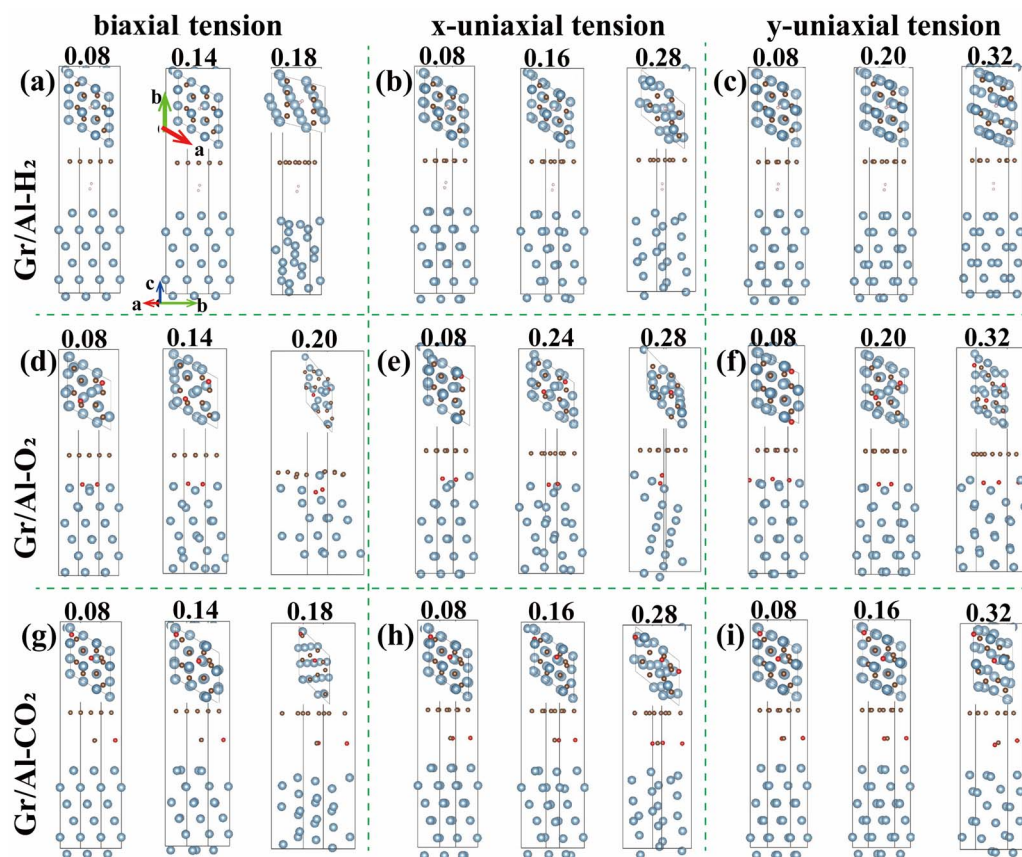 biaxial tension x-uniaxial tension y-uniaxial tension
Gr/Al-H₂
(a) 0.08 0.14 0.18
b
a
c
a b
(b) 0.08 0.16 0.28
(c) 0.08 0.20 0.32
Gr/Al-O₂
(d) 0.08 0.14 0.20
(e) 0.08 0.24 0.28
(f) 0.08 0.20 0.32
Gr/Al-CO₂
(g) 0.08 0.14 0.18
(h) 0.08 0.16 0.28
(i) 0.08 0.16 0.32